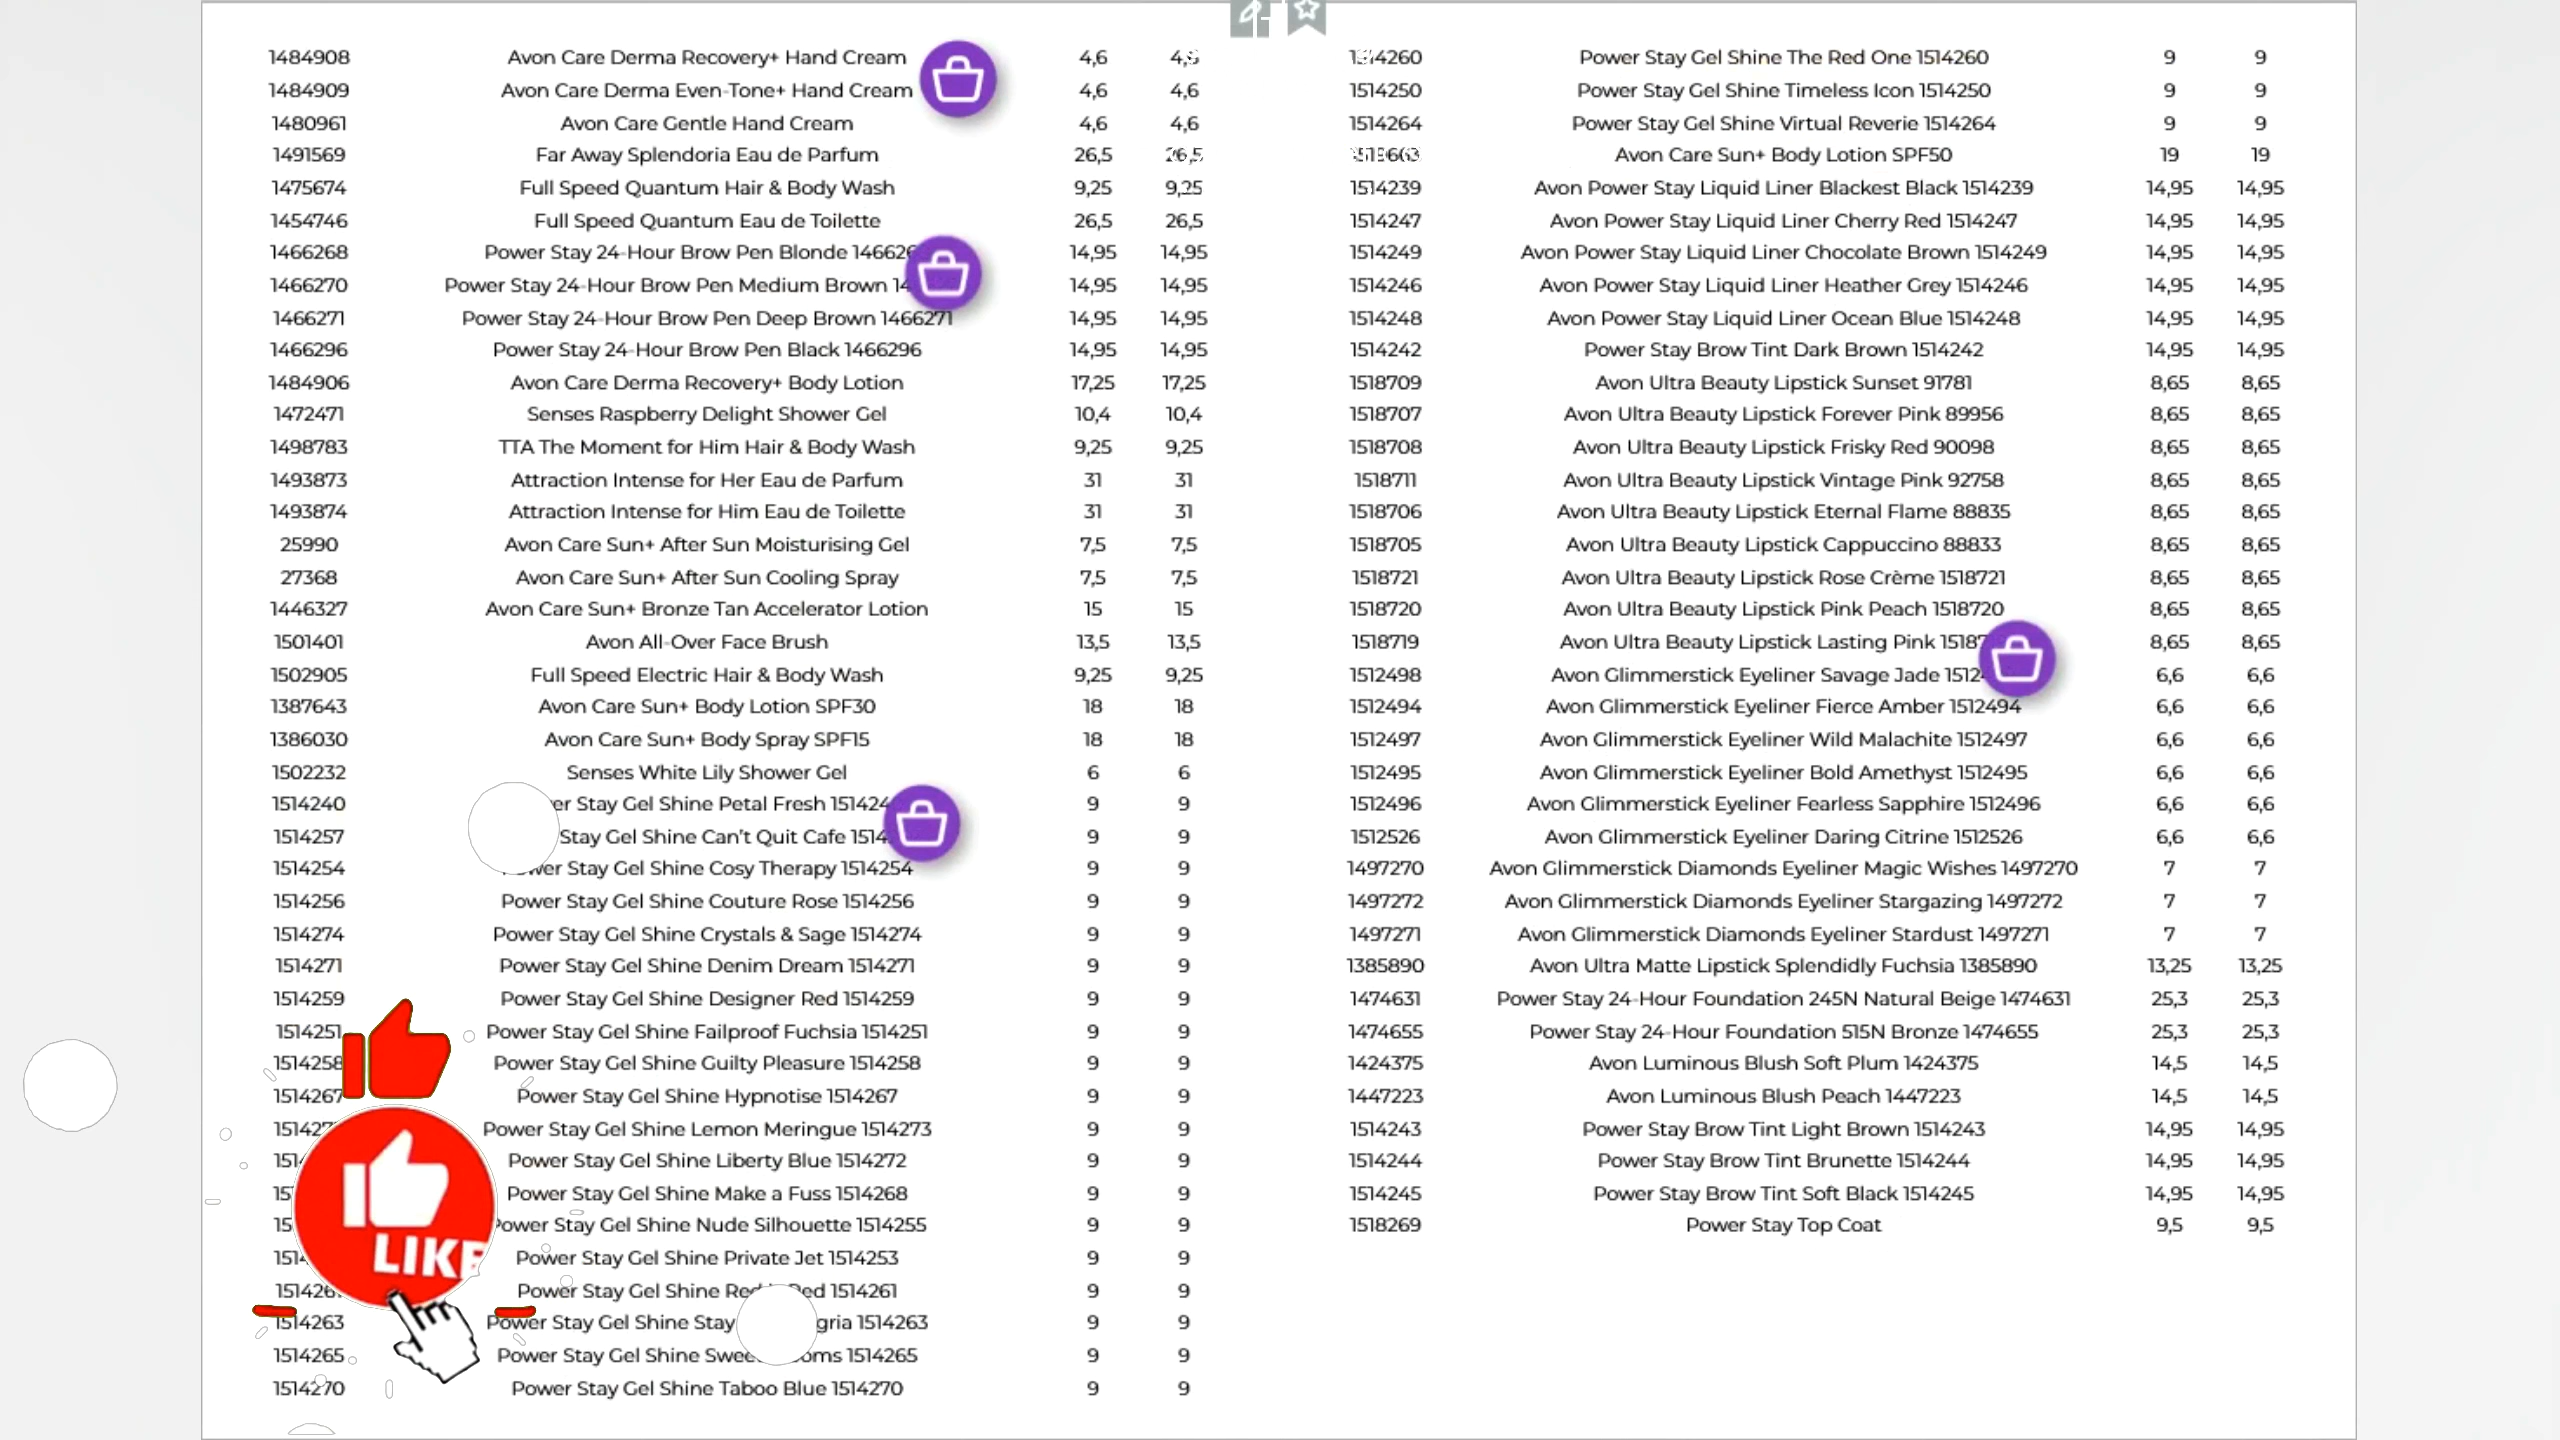 1484908 Avon Care Derma Recovery+ Hand Cream 4,6 4,6
1484909 Avon Care Derma Even-Tone+ Hand Cream 4,6 4,6
1480961 Avon Care Gentle Hand Cream 4,6 4,6
1491569 Far Away Splendoria Eau de Parfum 26,5 26,5
1475674 Full Speed Quantum Hair & Body Wash 9,25 9,25
1454746 Full Speed Quantum Eau de Toilette 26,5 26,5
1466268 Power Stay 24-Hour Brow Pen Blonde 14,95 14,95
1466270 Power Stay 24-Hour Brow Pen Medium Brown 14,95 14,95
1466271 Power Stay 24-Hour Brow Pen Deep Brown 1466271 14,95 14,95
1466296 Power Stay 24-Hour Brow Pen Black 1466296 14,95 14,95
1484906 Avon Care Derma Recovery+ Body Lotion 17,25 17,25
1472471 Senses Raspberry Delight Shower Gel 10,4 10,4
1498783 TTA The Moment for Him Hair & Body Wash 9,25 9,25
1493873 Attraction Intense for Her Eau de Parfum 31 31
1493874 Attraction Intense for Him Eau de Toilette 31 31
25990 Avon Care Sun+ After Sun Moisturising Gel 7,5 7,5
27368 Avon Care Sun+ After Sun Cooling Spray 7,5 7,5
1446327 Avon Care Sun+ Bronze Tan Accelerator Lotion 15 15
1501401 Avon All-Over Face Brush 13,5 13,5
1502905 Full Speed Electric Hair & Body Wash 9,25 9,25
1387643 Avon Care Sun+ Body Lotion SPF30 18 18
1386030 Avon Care Sun+ Body Spray SPF15 18 18
1502232 Senses White Lily Shower Gel 6 6
1514240 Stay Gel Shine Petal Fresh 9 9
1514257 Stay Gel Shine Can't Quit Cafe 9 9
1514254 Stay Gel Shine Cosy Therapy 1514254 9 9
1514256 Power Stay Gel Shine Couture Rose 1514256 9 9
1514274 Power Stay Gel Shine Crystals & Sage 1514274 9 9
1514271 Power Stay Gel Shine Denim Dream 1514271 9 9
1514259 Power Stay Gel Shine Designer Red 1514259 9 9
1514251 Power Stay Gel Shine Failproof Fuchsia 1514251 9 9
1514258 Power Stay Gel Shine Guilty Pleasure 1514258 9 9
1514267 Power Stay Gel Shine Hypnotise 1514267 9 9
Power Stay Gel Shine Lemon Meringue 1514273 9 9
Power Stay Gel Shine Liberty Blue 1514272 9 9
Power Stay Gel Shine Make a Fuss 1514268 9 9
Power Stay Gel Shine Nude Silhouette 1514255 9 9
Power Stay Gel Shine Private Jet 1514253 9 9
Power Stay Gel Shine 1514261 9 9
1514263 Power Stay Gel Shine Stay 1514263 9 9
1514265 Power Stay Gel Shine 1514265 9 9
1514270 Power Stay Gel Shine Taboo Blue 1514270 9 9
LIKE
1514260 Power Stay Gel Shine The Red One 1514260 9 9
1514250 Power Stay Gel Shine Timeless Icon 1514250 9 9
1514264 Power Stay Gel Shine Virtual Reverie 1514264 9 9
Avon Care Sun+ Body Lotion SPF50 19 19
1514239 Avon Power Stay Liquid Liner Blackest Black 1514239 14,95 14,95
1514247 Avon Power Stay Liquid Liner Cherry Red 1514247 14,95 14,95
1514249 Avon Power Stay Liquid Liner Chocolate Brown 1514249 14,95 14,95
1514246 Avon Power Stay Liquid Liner Heather Grey 1514246 14,95 14,95
1514248 Avon Power Stay Liquid Liner Ocean Blue 1514248 14,95 14,95
1514242 Power Stay Brow Tint Dark Brown 1514242 14,95 14,95
1518709 Avon Ultra Beauty Lipstick Sunset 91781 8,65 8,65
1518707 Avon Ultra Beauty Lipstick Forever Pink 89956 8,65 8,65
1518708 Avon Ultra Beauty Lipstick Frisky Red 90098 8,65 8,65
1518711 Avon Ultra Beauty Lipstick Vintage Pink 92758 8,65 8,65
1518706 Avon Ultra Beauty Lipstick Eternal Flame 88835 8,65 8,65
1518705 Avon Ultra Beauty Lipstick Cappuccino 88833 8,65 8,65
1518721 Avon Ultra Beauty Lipstick Rose Crème 1518721 8,65 8,65
1518720 Avon Ultra Beauty Lipstick Pink Peach 1518720 8,65 8,65
1518719 Avon Ultra Beauty Lipstick Lasting Pink 8,65 8,65
1512498 Avon Glimmerstick Eyeliner Savage Jade 6,6 6,6
1512494 Avon Glimmerstick Eyeliner Fierce Amber 1512494 6,6 6,6
1512497 Avon Glimmerstick Eyeliner Wild Malachite 1512497 6,6 6,6
1512495 Avon Glimmerstick Eyeliner Bold Amethyst 1512495 6,6 6,6
1512496 Avon Glimmerstick Eyeliner Fearless Sapphire 1512496 6,6 6,6
1512526 Avon Glimmerstick Eyeliner Daring Citrine 1512526 6,6 6,6
1497270 Avon Glimmerstick Diamonds Eyeliner Magic Wishes 1497270 7 7
1497272 Avon Glimmerstick Diamonds Eyeliner Stargazing 1497272 7 7
1497271 Avon Glimmerstick Diamonds Eyeliner Stardust 1497271 7 7
1385890 Avon Ultra Matte Lipstick Splendidly Fuchsia 1385890 13,25 13,25
1474631 Power Stay 24-Hour Foundation 245N Natural Beige 1474631 25,3 25,3
1474655 Power Stay 24-Hour Foundation 515N Bronze 1474655 25,3 25,3
1424375 Avon Luminous Blush Soft Plum 1424375 14,5 14,5
1447223 Avon Luminous Blush Peach 1447223 14,5 14,5
1514243 Power Stay Brow Tint Light Brown 1514243 14,95 14,95
1514244 Power Stay Brow Tint Brunette 1514244 14,95 14,95
1514245 Power Stay Brow Tint Soft Black 1514245 14,95 14,95
1518269 Power Stay Top Coat 9,5 9,5